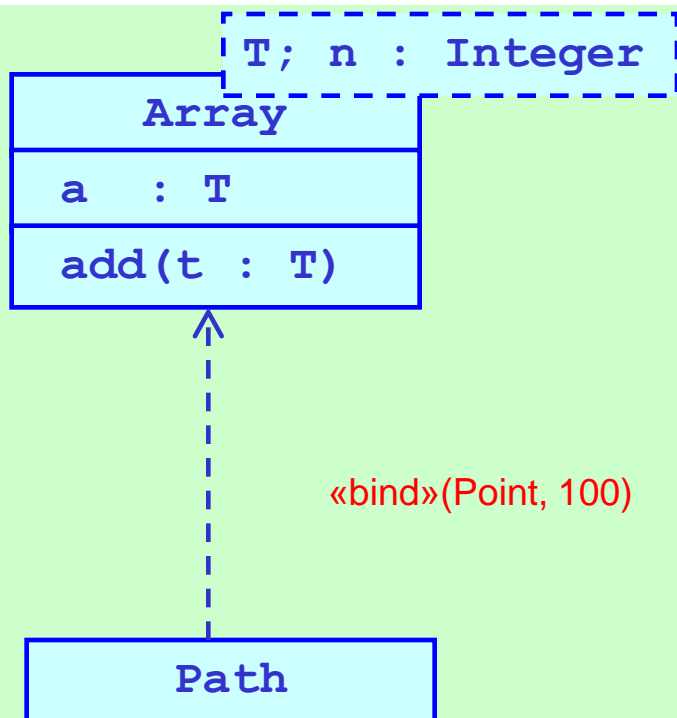 T; n : Integer
Array
a : T
add(t : T)
«bind»(Point, 100)
Path